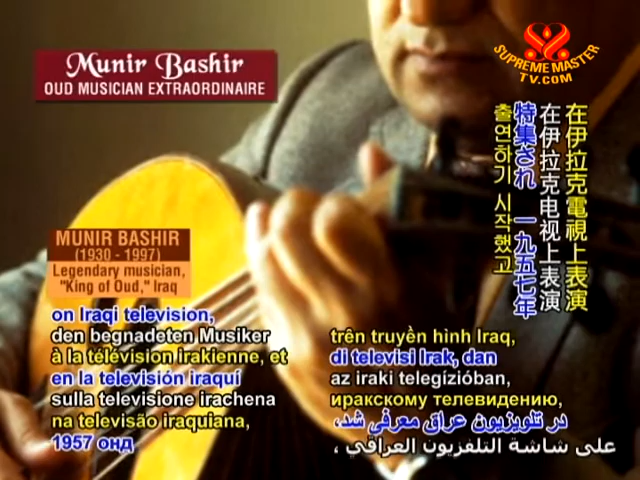 Munir Bashir
OUD MUSICIAN EXTRAORDINAIRE
SUPREME MASTER
TV.COM
在伊拉克電視上表演
在伊拉克电视上表演
特集され 一九五七年
출연하기 시작했고
MUNIR BASHIR
(1930 - 1997)
Legendary musician,
"King of Oud," Iraq
on Iraqi television,
den begnadeten Musiker
à la télévision irakienne, et
en la televisión iraquí
sulla televisione irachena
na televisão iraquiana,
1957 онд
trên truyền hình Iraq,
di televisi Irak, dan
az iraki telegízióban,
иракскому телевидению,
در تلویزیون عراق معرفی شد،
على شاشة التلفزيون العراقي ،